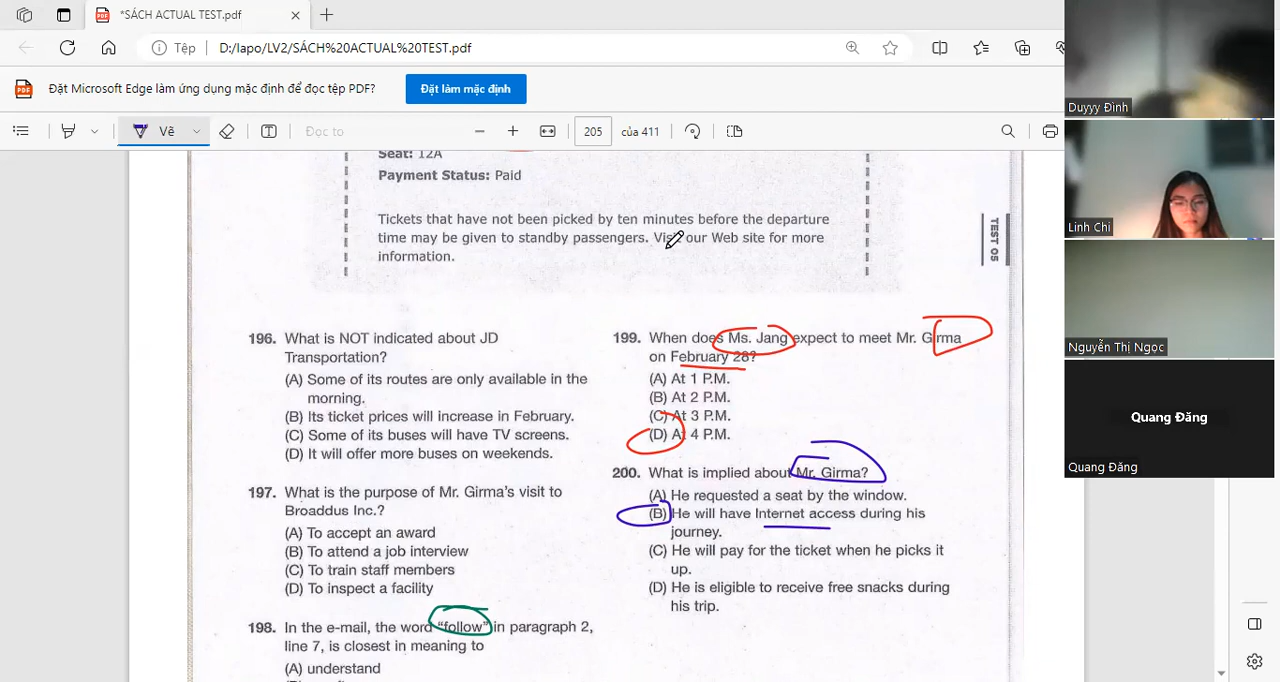 *SÁCH ACTUAL TEST.pdf
Tệp
D:/lapo/LV2/SÁCH%20ACTUAL%20TEST.pdf
Đặt Microsoft Edge làm ứng dụng mặc định để đọc tệp PDF?
Đặt làm mặc định
Vẽ
Đọc to
205
của 411
Seat: 12A
Payment Status: Paid
Tickets that have not been picked by ten minutes before the departure
time may be given to standby passengers. Visit our Web site for more
information.
TEST 05
196. What is NOT indicated about JD
Transportation?
(A) Some of its routes are only available in the
morning.
(B) Its ticket prices will increase in February.
(C) Some of its buses will have TV screens.
(D) It will offer more buses on weekends.
197. What is the purpose of Mr. Girma's visit to
Broaddus Inc.?
(A) To accept an award
(B) To attend a job interview
(C) To train staff members
(D) To inspect a facility
198. In the e-mail, the word "follow" in paragraph 2,
line 7, is closest in meaning to
(A) understand
199. When does Ms. Jang expect to meet Mr. Girma
on February 28?
(A) At 1 P.M.
(B) At 2 P.M.
(C) At 3 P.M.
(D) At 4 P.M.
200. What is implied about Mr. Girma?
(A) He requested a seat by the window.
(B) He will have Internet access during his
journey.
(C) He will pay for the ticket when he picks it
up.
(D) He is eligible to receive free snacks during
his trip.
Duyyy Đình
Linh Chi
Nguyễn Thị Ngọc
Quang Đăng
Quang Đăng